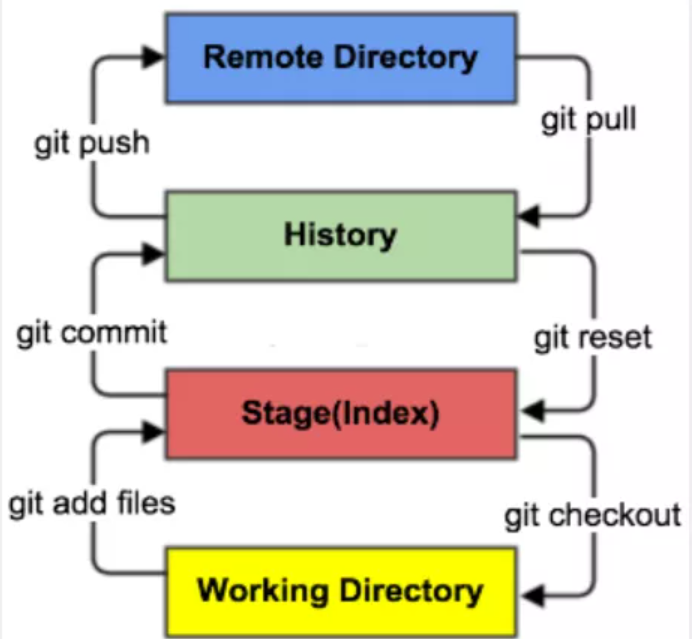 Remote Directory
git pull
git push
History
git commit
git reset
Stage(Index)
git add files
git checkout
Working Directory